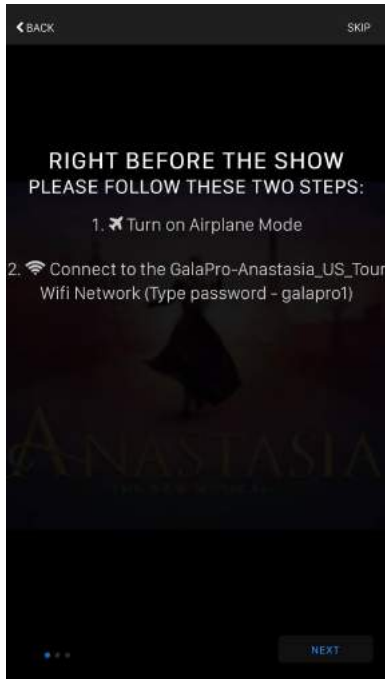 BACK
SKIP
RIGHT BEFORE THE SHOW
PLEASE FOLLOW THESE TWO STEPS:
1. Turn on Airplane Mode
2. Connect to the GalaPro-Anastasia_US_Tour
Wifi Network (Type password - galapro1)
ANASTASIA
NEXT